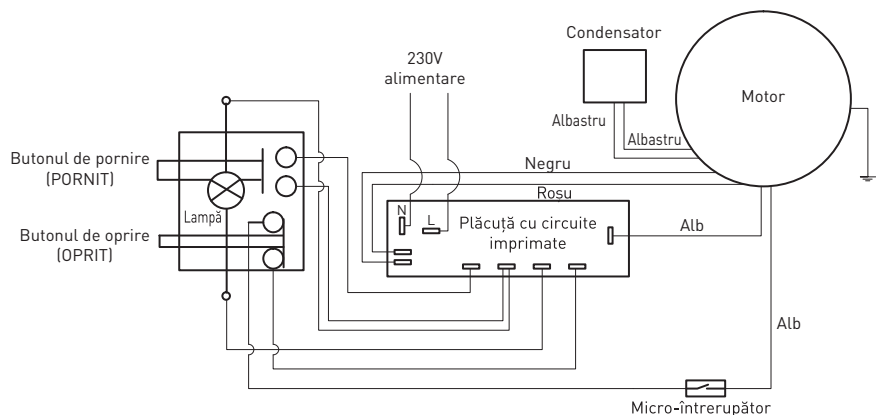 Condensator
230V
alimentare
Motor
Albastru
Albastru
Butonul de pornire
(PORNIT)
Negru
Roșu
Lampă
N
L
Plăcuță cu circuite
imprimate
Alb
Butonul de oprire
(OPRIT)
Alb
Micro-întrerupător